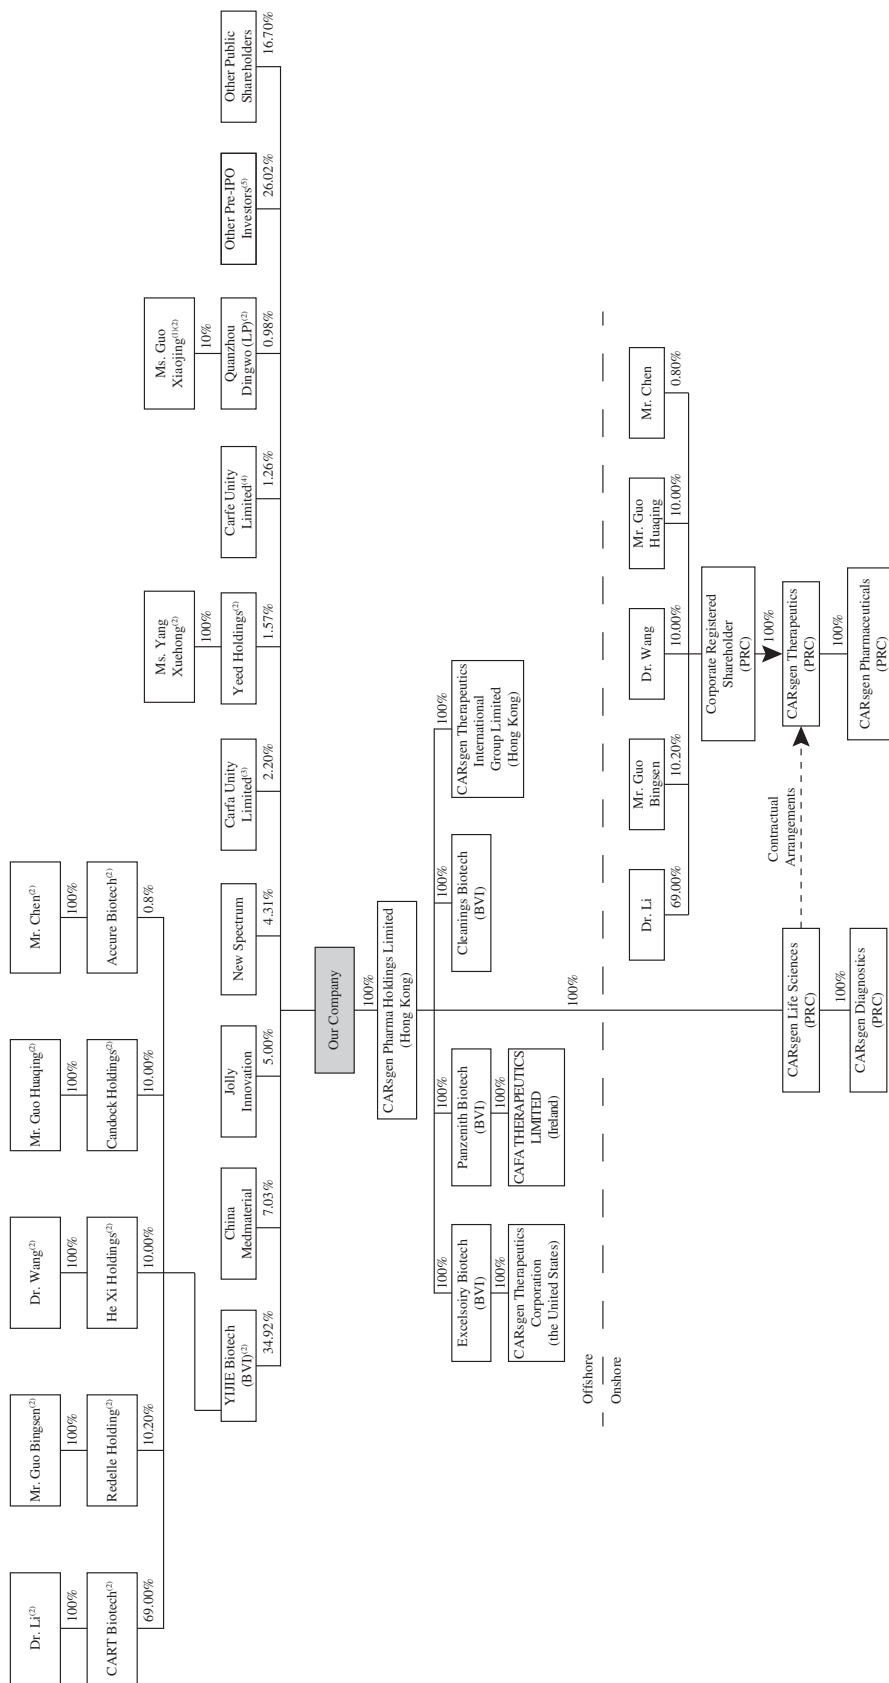 Dr. Li(2)
Mr. Guo Bingsen(2)
Dr. Wang(2)
Mr. Guo Huaqing(2)
Mr. Chen(2)
100%
100%
100%
100%
100%
CART Biotech(2)
Redelle Holding(2)
He Xi Holdings(2)
Candock Holdings(2)
Accure Biotech(2)
69.00%
10.20%
10.00%
10.00%
0.8%
Ms. Yang
Xuehong(2)
Ms. Guo
Xiaojing(1)(2)
100%
10%
YIJIE Biotech
(BVI)(2)
China
Medmaterial
Jolly
Innovation
New Spectrum
Carfa Unity
Limited(3)
Yeed Holdings(2)
Carfe Unity
Limited(4)
Quanzhou
Dingwo (LP)(2)
Other Pre-IPO
Investors(5)
Other Public
Shareholders
34.92%
7.03%
5.00%
4.31%
2.20%
1.57%
1.26%
0.98%
26.02%
16.70%
Our Company
100%
CARsgen Pharma Holdings Limited
(Hong Kong)
100%
100%
100%
100%
Excelsoiry Biotech
(BVI)
Panzenith Biotech
(BVI)
Cleanings Biotech
(BVI)
CARsgen Therapeutics
International
Group Limited
(Hong Kong)
100%
100%
CARsgen Therapeutics
Corporation
(the United States)
CAFA THERAPEUTICS
LIMITED
(Ireland)
100%
Offshore
Onshore
Dr. Li
Mr. Guo
Bingsen
Dr. Wang
Mr. Guo
Huaqing
Mr. Chen
69.00%
10.20%
10.00%
10.00%
0.80%
Corporate Registered
Shareholder
(PRC)
100%
Contractual
Arrangements
CARsgen Life Sciences
(PRC)
CARsgen Therapeutics
(PRC)
100%
100%
CARsgen Diagnostics
(PRC)
CARsgen Pharmaceuticals
(PRC)